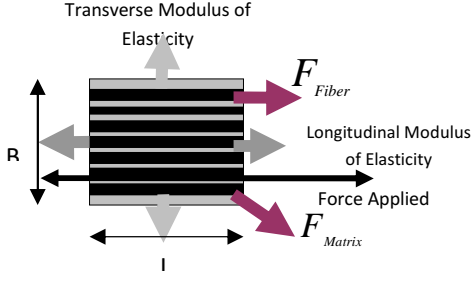 Transverse Modulus of
Elasticity
F Fiber
Longitudinal Modulus
of Elasticity
Force Applied
F Matrix